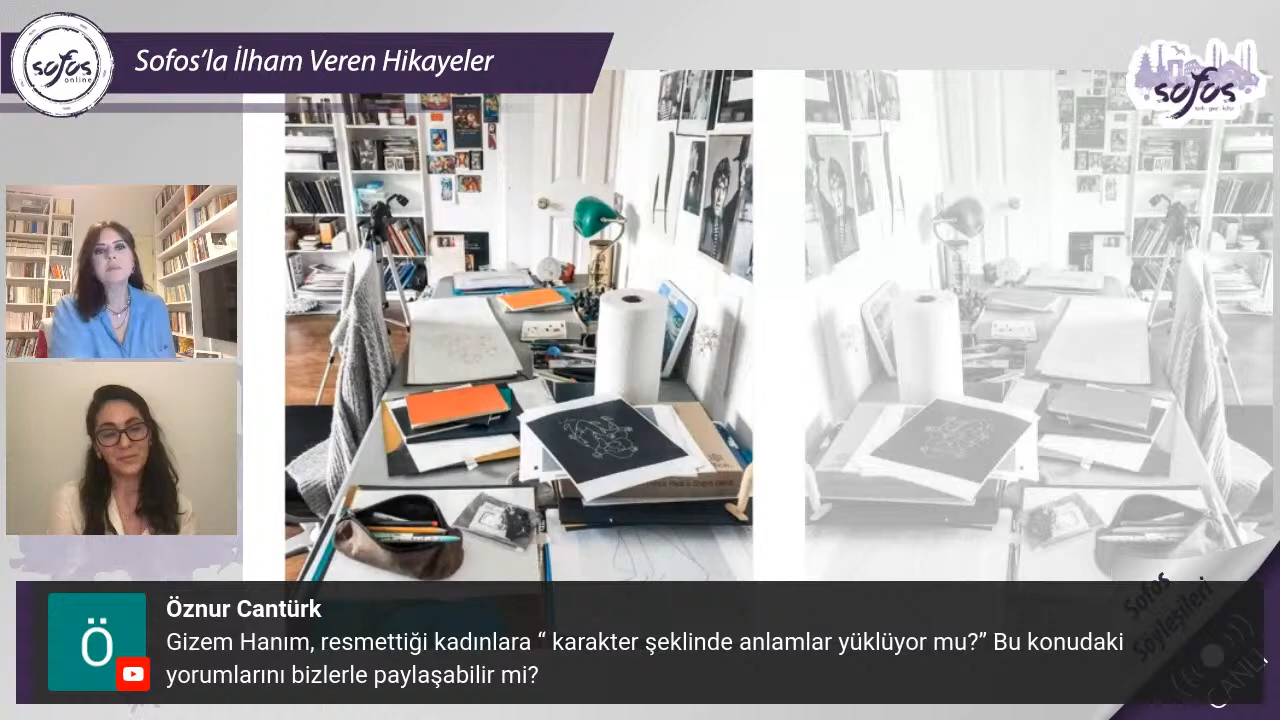 Sofos'la İlham Veren Hikayeler
sofos
online
sofos
Öznur Cantürk
Gizem Hanım, resmettiği kadınlara “ karakter şeklinde anlamlar yüklüyor mu?” Bu konudaki
yorumlarını bizlerle paylaşabilir mi?
Ö
Sofos
Söyleşileri
CANLI